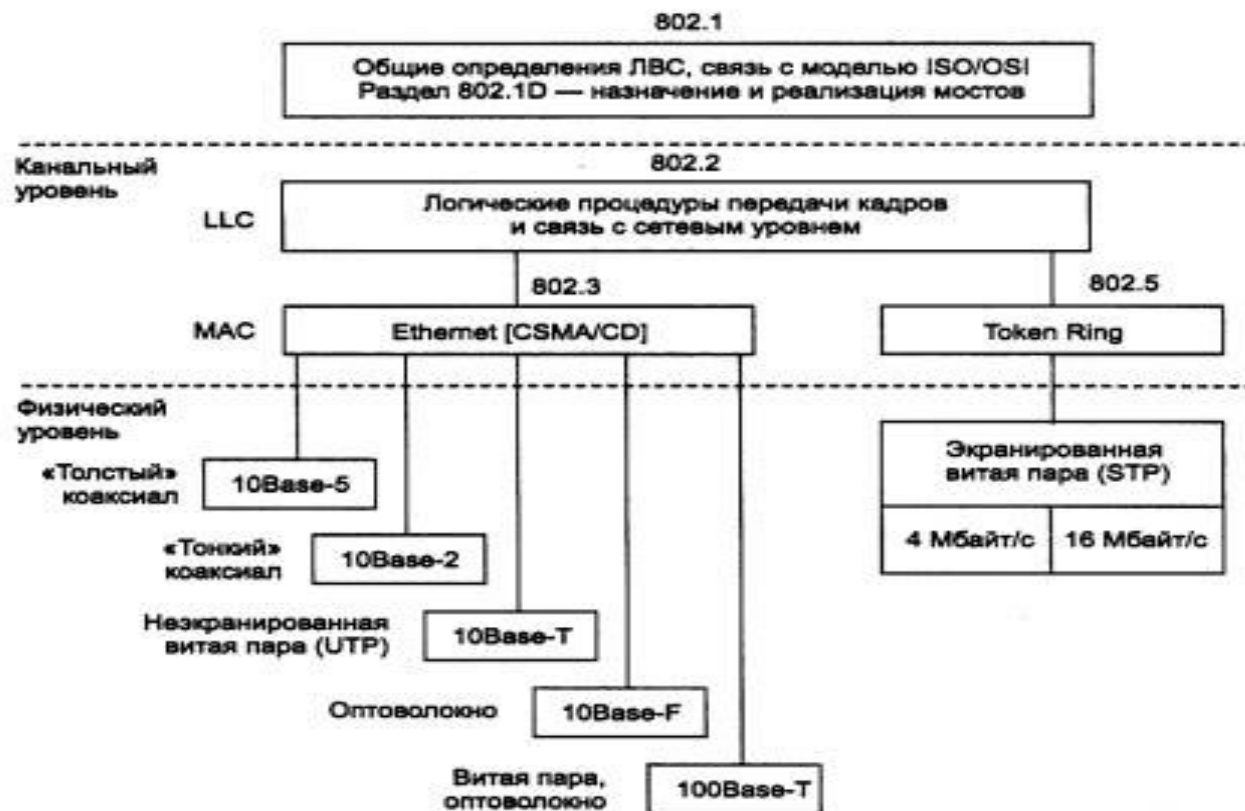 802.1
Общие определения ЛВС, связь с моделью ISO/OSI
Раздел 802.1D — назначение и реализация мостов
Канальный
уровень
802.2
LLC
Логические процедуры передачи кадров
и связь с сетевым уровнем
802.3
802.5
MAC
Ethernet [CSMA/CD]
Token Ring
Физический
уровень
«Толстый»
коаксиал
10Base-5
Экранированная
витая пара (STP)
4 Мбайт/с
16 Мбайт/с
«Тонкий»
коаксиал
10Base-2
Неэкранированная
витая пара (UTP)
10Base-T
Оптоволокно
10Base-F
Витая пара,
оптоволокно
100Base-T